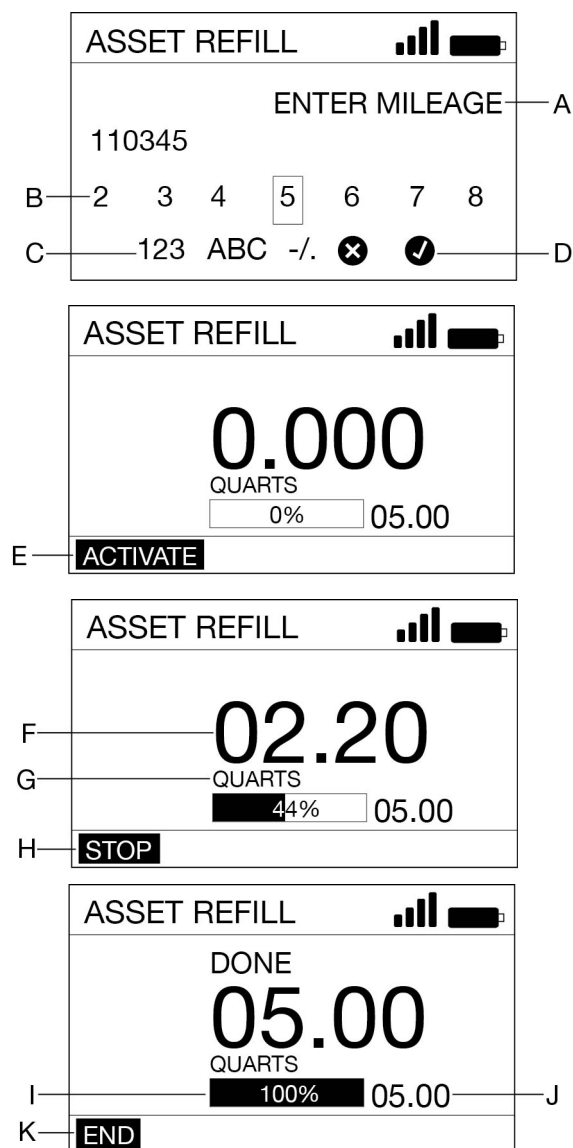 ASSET REFILL
ENTER MILEAGE A
110345
B 2 3 4 5 6 7 8
C 123 ABC -/. D
ASSET REFILL
0.000
QUARTS
0% 05.00
E ACTIVATE
ASSET REFILL
F 02.20
G QUARTS
44% 05.00
H STOP
ASSET REFILL
DONE
05.00
QUARTS
I 100% 05.00 J
K END